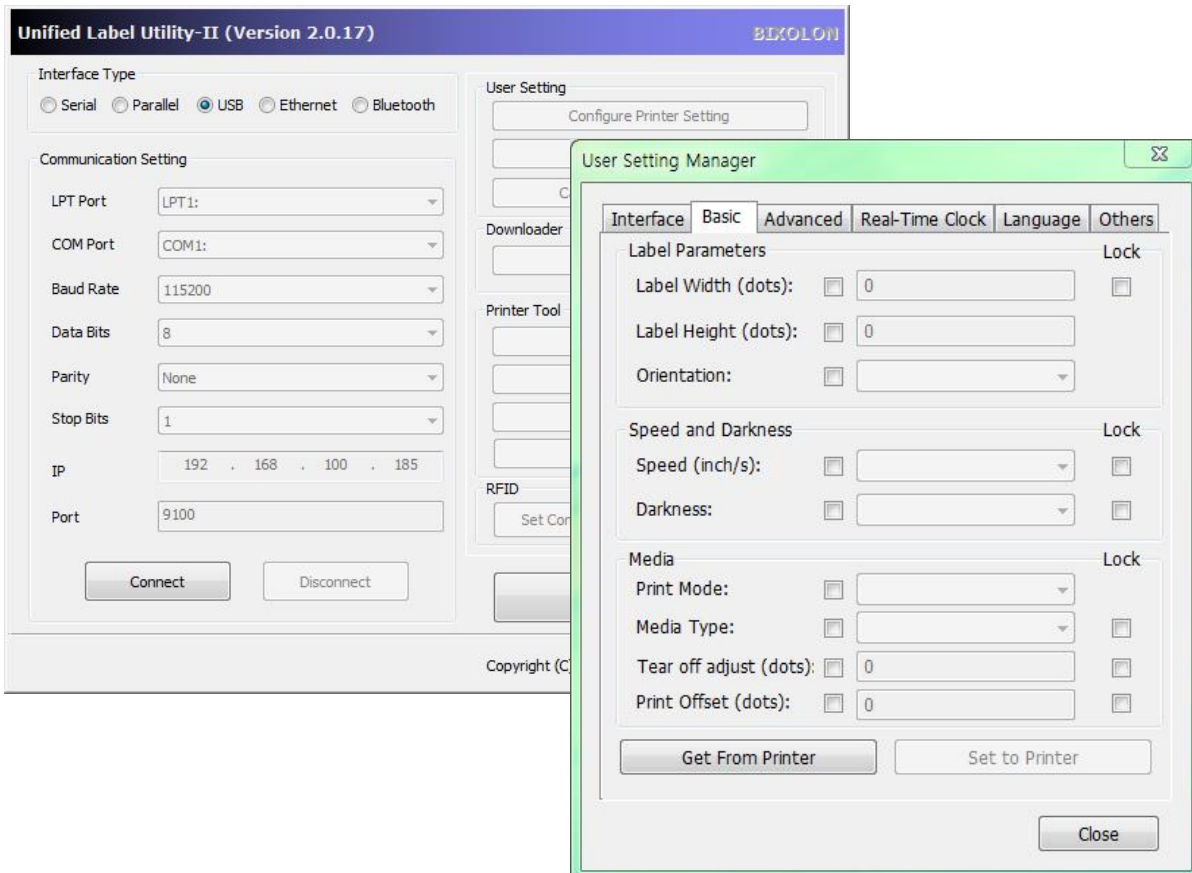 Unified Label Utility-II (Version 2.0.17)
BIXOLON
Interface Type
Serial Parallel USB Ethernet Bluetooth
Communication Setting
LPT Port LPT1:
COM Port COM1:
Baud Rate 115200
Data Bits 8
Parity None
Stop Bits 1
IP 192 . 168 . 100 . 185
Port 9100
Connect Disconnect
User Setting
Configure Printer Setting
Downloader
Printer Tool
RFID
Copyright (C)
User Setting Manager
Interface Basic Advanced Real-Time Clock Language Others
Label Parameters Lock
Label Width (dots): 0
Label Height (dots): 0
Orientation:
Speed and Darkness Lock
Speed (inch/s):
Darkness:
Media Lock
Print Mode:
Media Type:
Tear off adjust (dots): 0
Print Offset (dots): 0
Get From Printer Set to Printer
Close